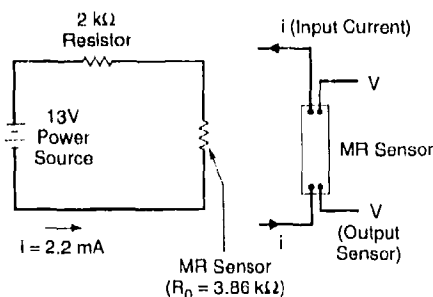 2 kΩ
Resistor
13V
Power
Source
i = 2.2 mA
MR Sensor
(R₀ = 3.86 kΩ)
i (Input Current)
V
MR Sensor
V
(Output
Sensor)
i